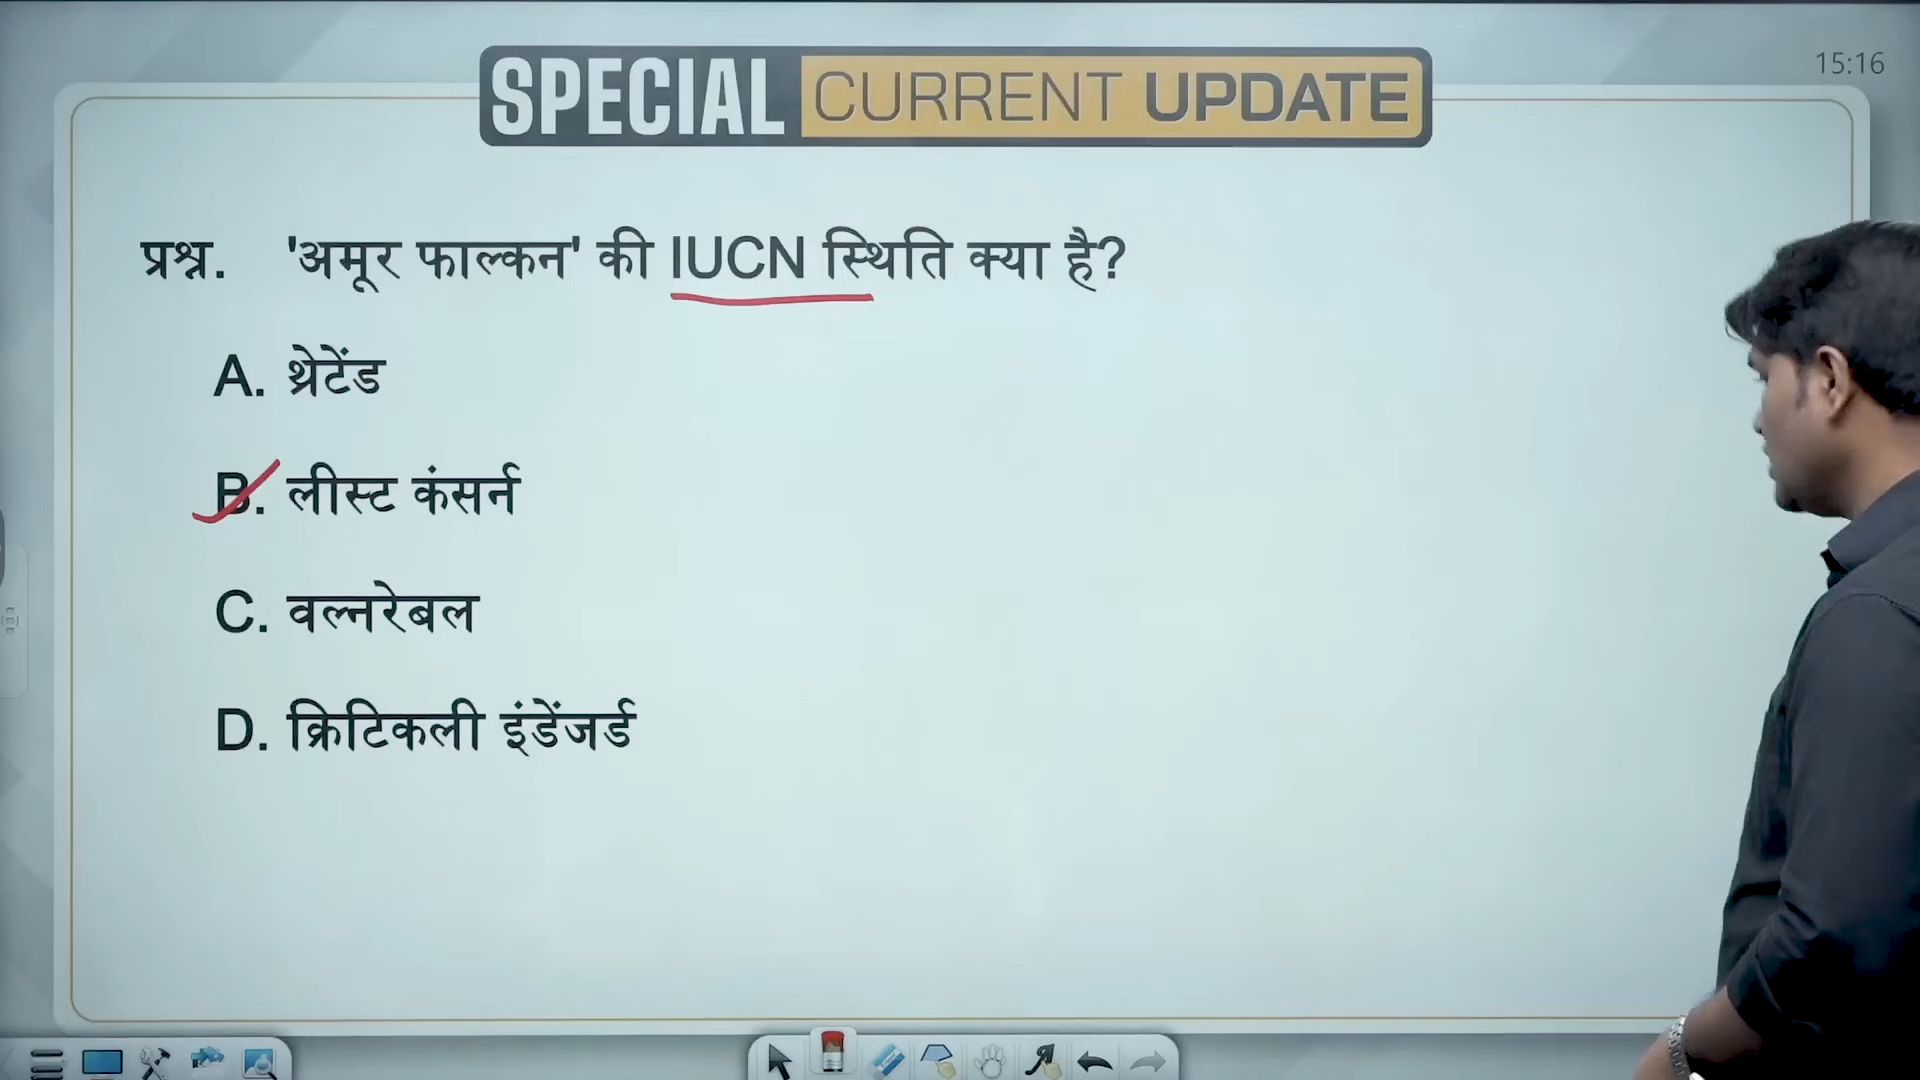 SPECIAL CURRENT UPDATE
15:16
प्रश्न. 'अमूर फाल्कन' की IUCN स्थिति क्या है?
A. थ्रेटेंड
B. लीस्ट कंसर्न
C. वल्नरेबल
D. क्रिटिकली इंडेंजर्ड